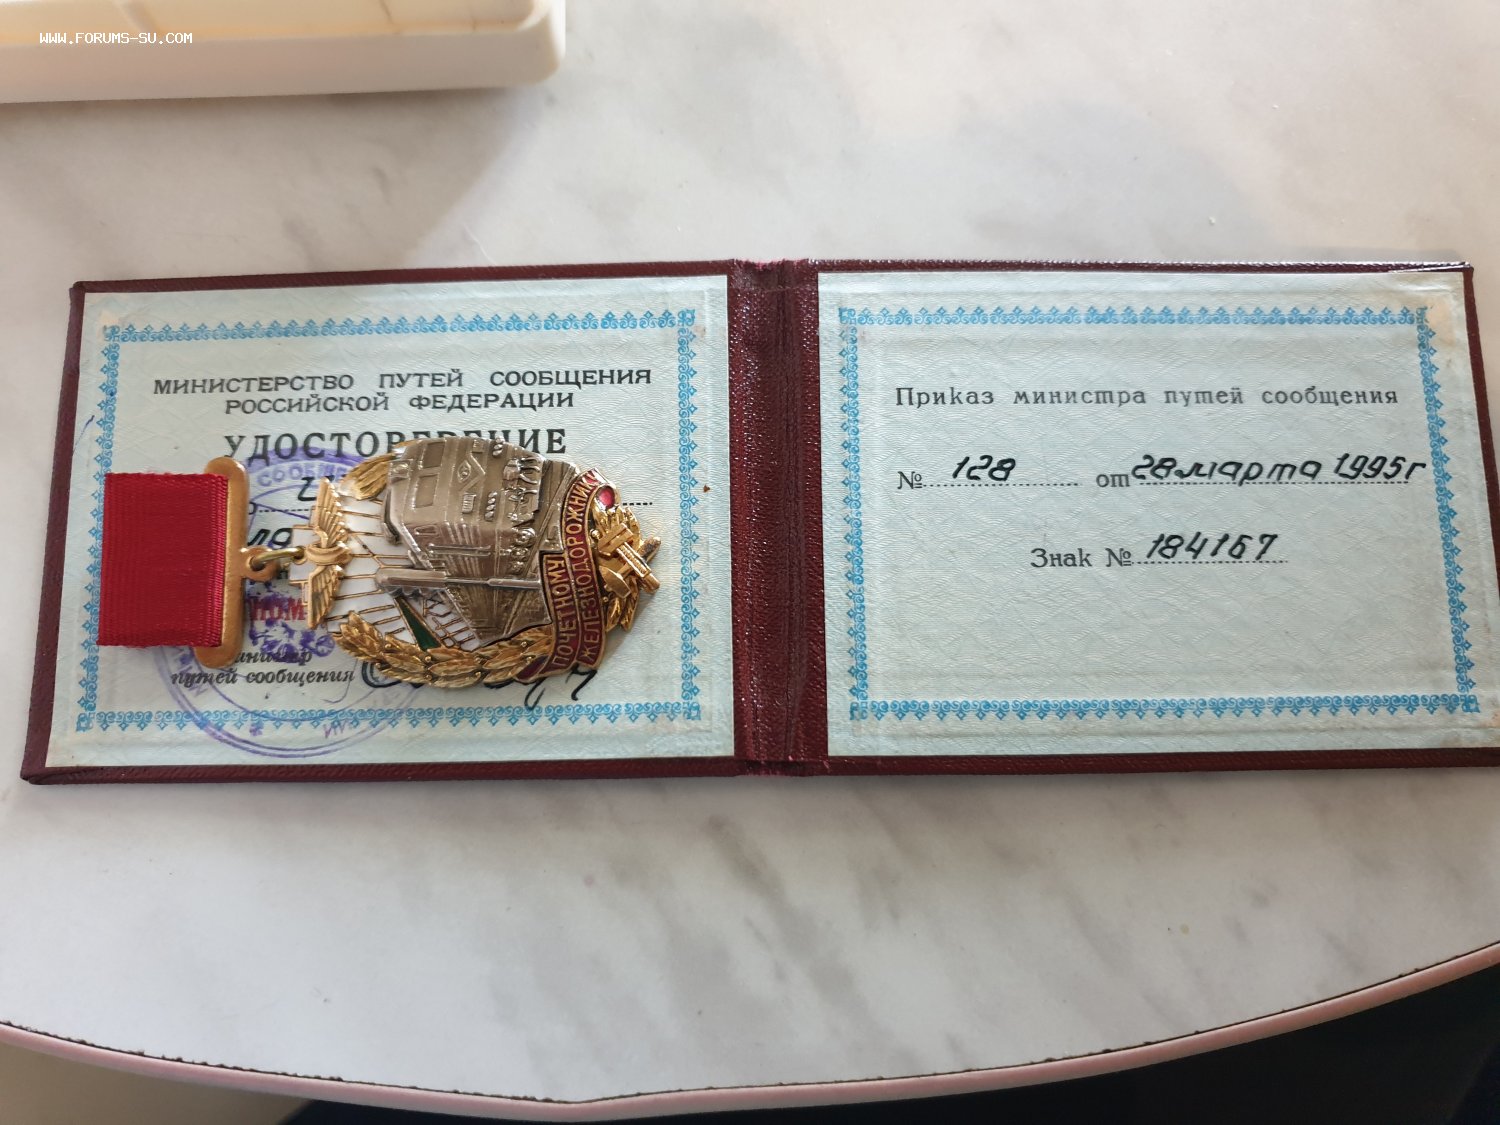 WWW.FORUMS-SU.COM
МИНИСТЕРСТВО ПУТЕЙ СООБЩЕНИЯ
РОССИЙСКОЙ ФЕДЕРАЦИИ
УДОСТОВЕРЕНИЕ
ПОЧЕТНОМУ
ЖЕЛЕЗНОДОРОЖНИКУ
путей сообщения
Приказ министра путей сообщения
№ 128 от 28 марта 1995г
Знак № 184167